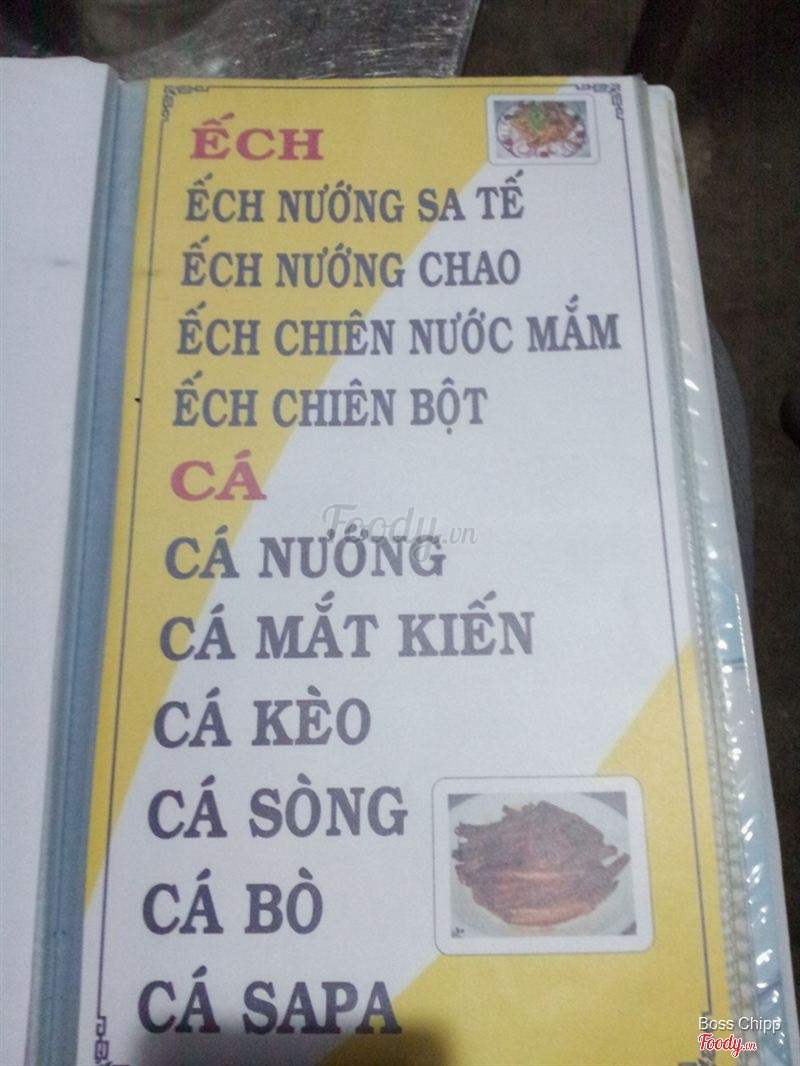 ẾCH
ẾCH NƯỚNG SA TẾ
ẾCH NƯỚNG CHAO
ẾCH CHIÊN NƯỚC MẮM
ẾCH CHIÊN BỘT
CÁ
Foody.vn
CÁ NƯỚNG
CÁ MẮT KIẾN
CÁ KÈO
CÁ SÒNG
CÁ BÒ
CÁ SAPA
Boss Chipp
Foody.vn